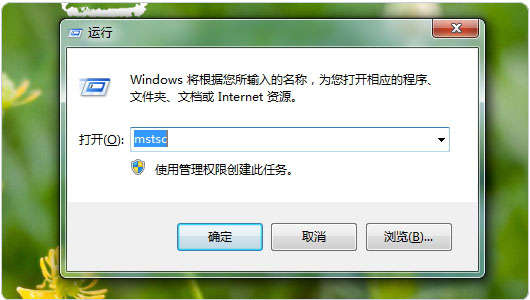 运行
Windows 将根据您所输入的名称，为您打开相应的程序、
文件夹、文档或 Internet 资源。
打开(O): mstsc
使用管理权限创建此任务。
确定 取消 浏览(B)...